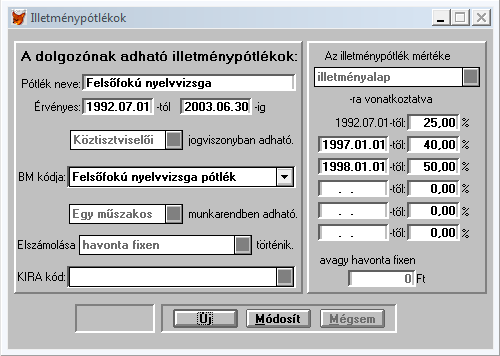 Illetménypótlékok
A dolgozónak adható illetménypótlékok:
Pótlék neve: Felsőfokú nyelvvizsga
Érvényes: 1992.07.01 -tól 2003.06.30 -ig
Köztisztviselői jogviszonyban adható.
BM kódja: Felsőfokú nyelvvizsga pótlék
Egy műszakos munkarendben adható.
Elszámolása havonta fixen történik.
KIRA kód:
Az illetménypótlék mértéke
illetményalap
-ra vonatkoztatva
1992.07.01-től: 25,00 %
1997.01.01 -től: 40,00 %
1998.01.01 -től: 50,00 %
. . -től: 0,00 %
. . -től: 0,00 %
. . -től: 0,00 %
avagy havonta fixen
0 Ft
Új Módosít Mégsem